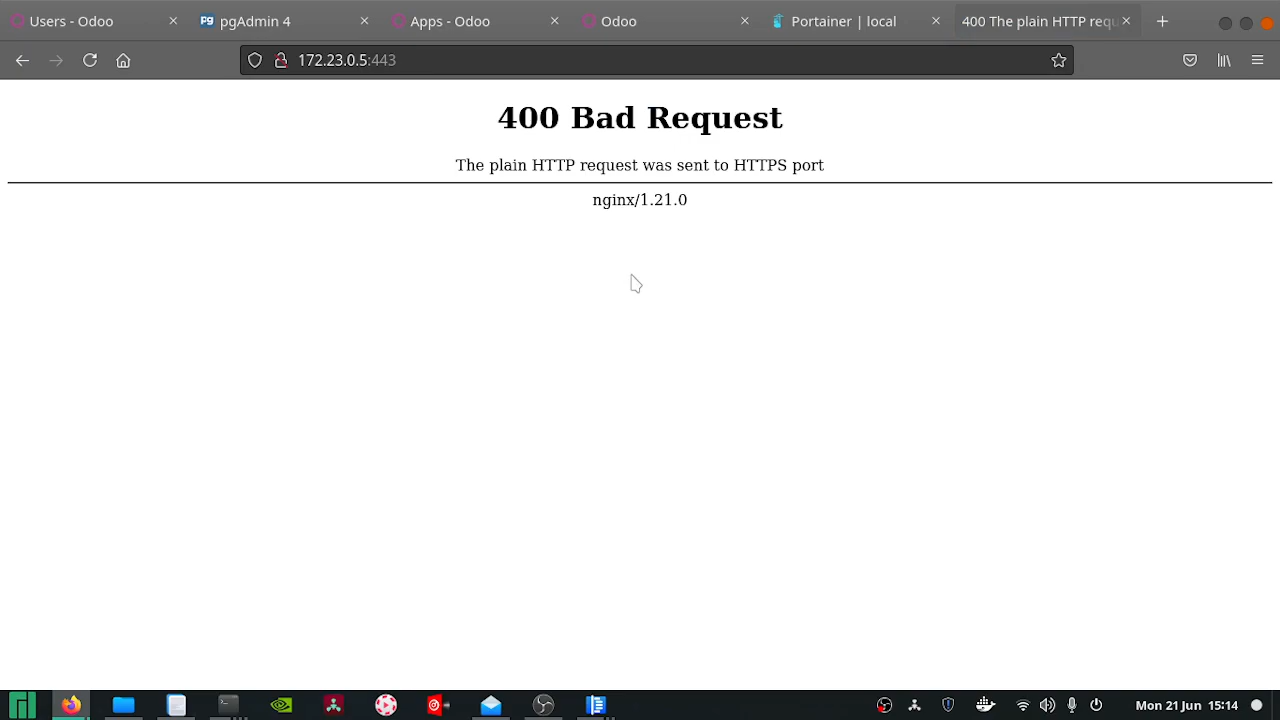 Users - Odoo
pgAdmin 4
Apps - Odoo
Odoo
Portainer | local
400 The plain HTTP requ
172.23.0.5:443
400 Bad Request
The plain HTTP request was sent to HTTPS port
nginx/1.21.0
Mon 21 Jun 15:14